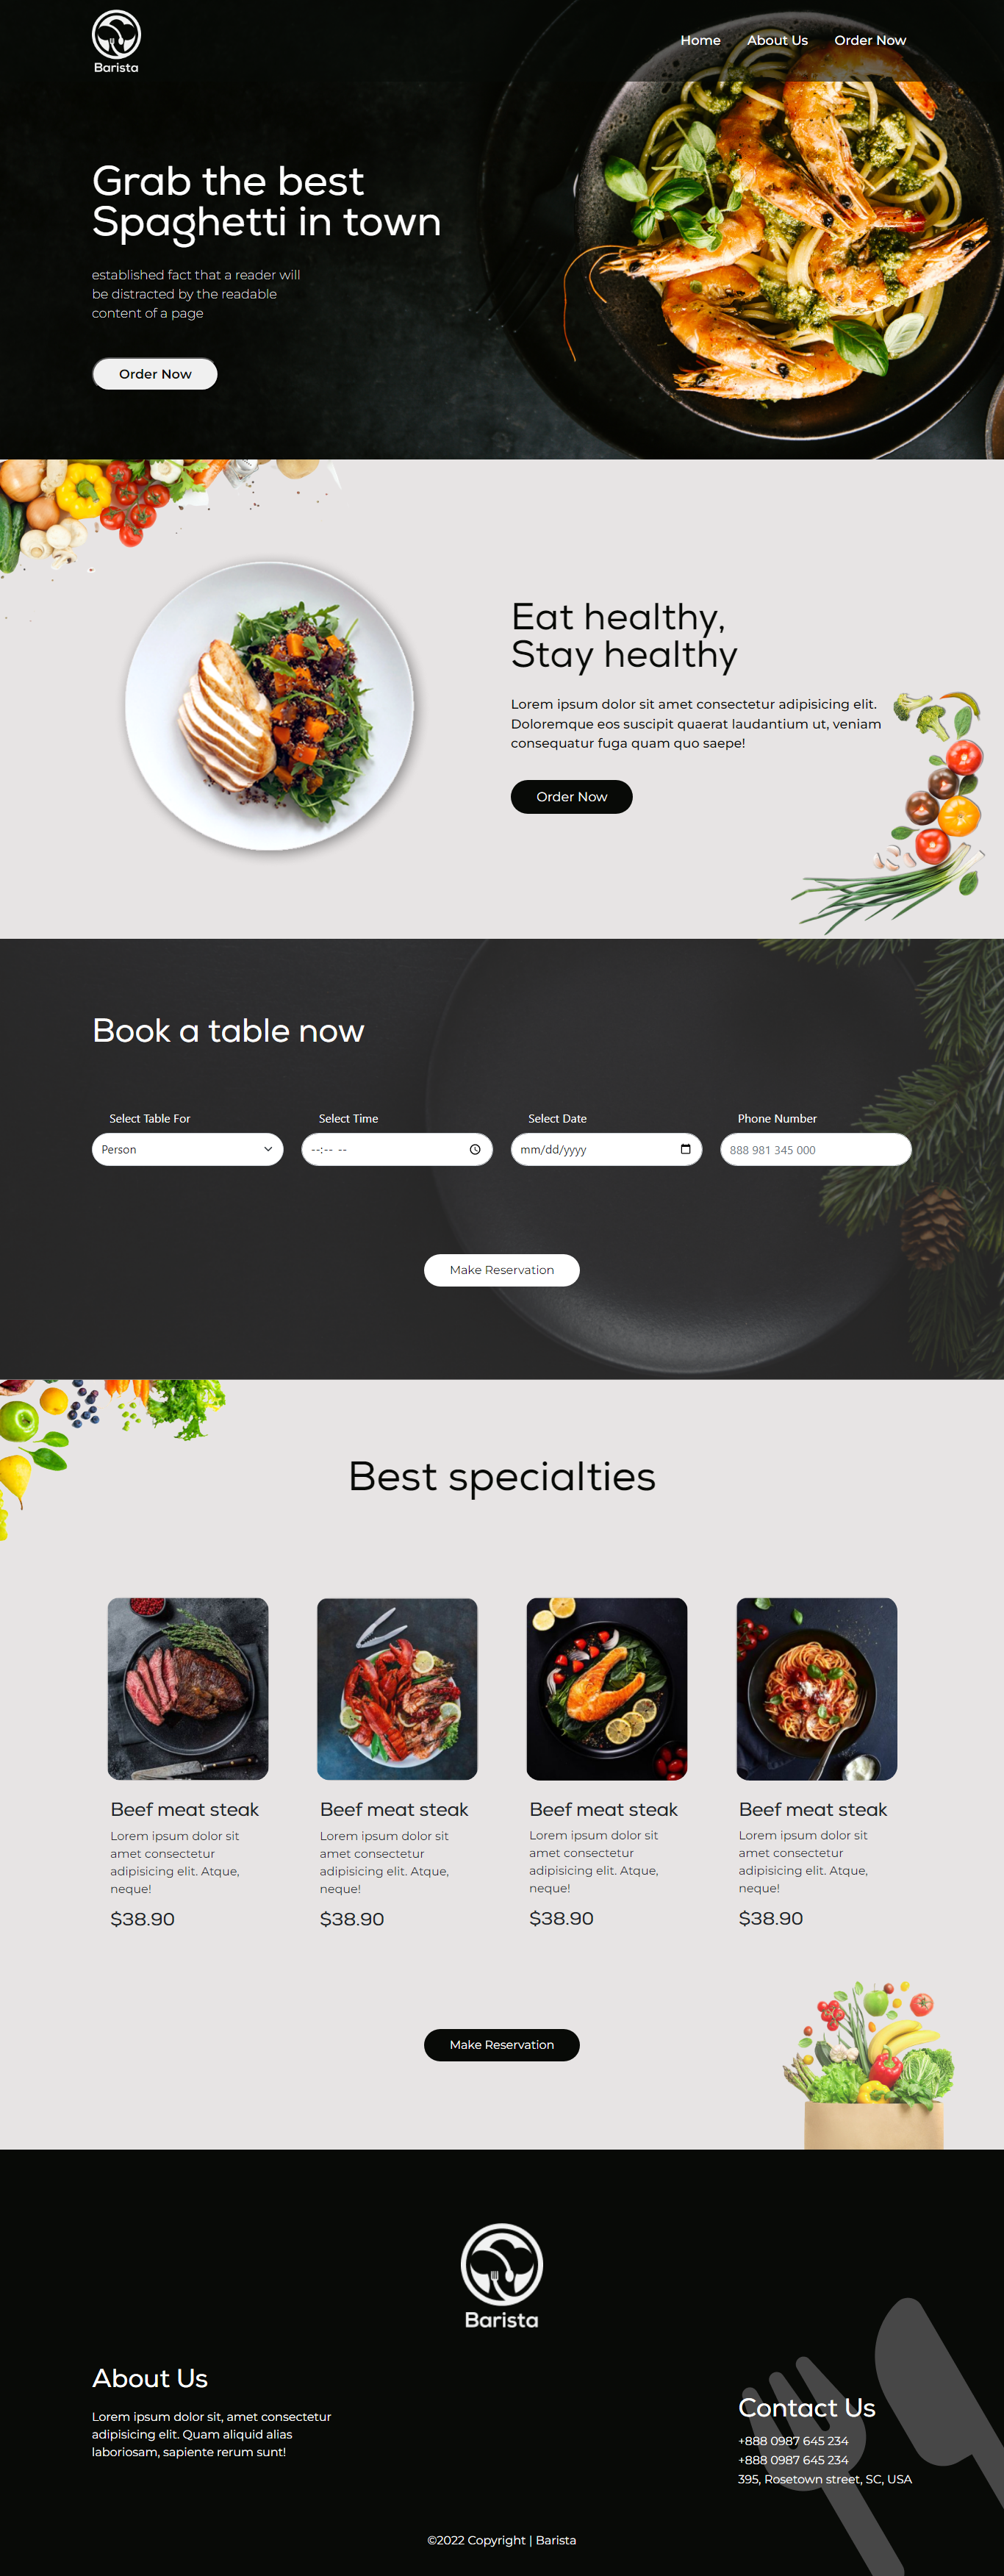 Barista
Home About Us Order Now
Grab the best
Spaghetti in town
established fact that a reader will
be distracted by the readable
content of a page
Order Now
Eat healthy,
Stay healthy
Lorem ipsum dolor sit amet consectetur adipisicing elit.
Doloremque eos suscipit quaerat laudantium ut, veniam
consequatur fuga quam quo saepe!
Order Now
Book a table now
Select Table For
Person
Select Time
--:-- --
Select Date
mm/dd/yyyy
Phone Number
888 981 345 000
Make Reservation
Best specialties
Beef meat steak
Lorem ipsum dolor sit
amet consectetur
adipisicing elit. Atque,
neque!
$38.90
Beef meat steak
Lorem ipsum dolor sit
amet consectetur
adipisicing elit. Atque,
neque!
$38.90
Beef meat steak
Lorem ipsum dolor sit
amet consectetur
adipisicing elit. Atque,
neque!
$38.90
Beef meat steak
Lorem ipsum dolor sit
amet consectetur
adipisicing elit. Atque,
neque!
$38.90
Make Reservation
Barista
About Us
Lorem ipsum dolor sit, amet consectetur
adipisicing elit. Quam aliquid alias
laboriosam, sapiente rerum sunt!
Contact Us
+888 0987 645 234
+888 0987 645 234
395, Rosetown street, SC, USA
©2022 Copyright | Barista